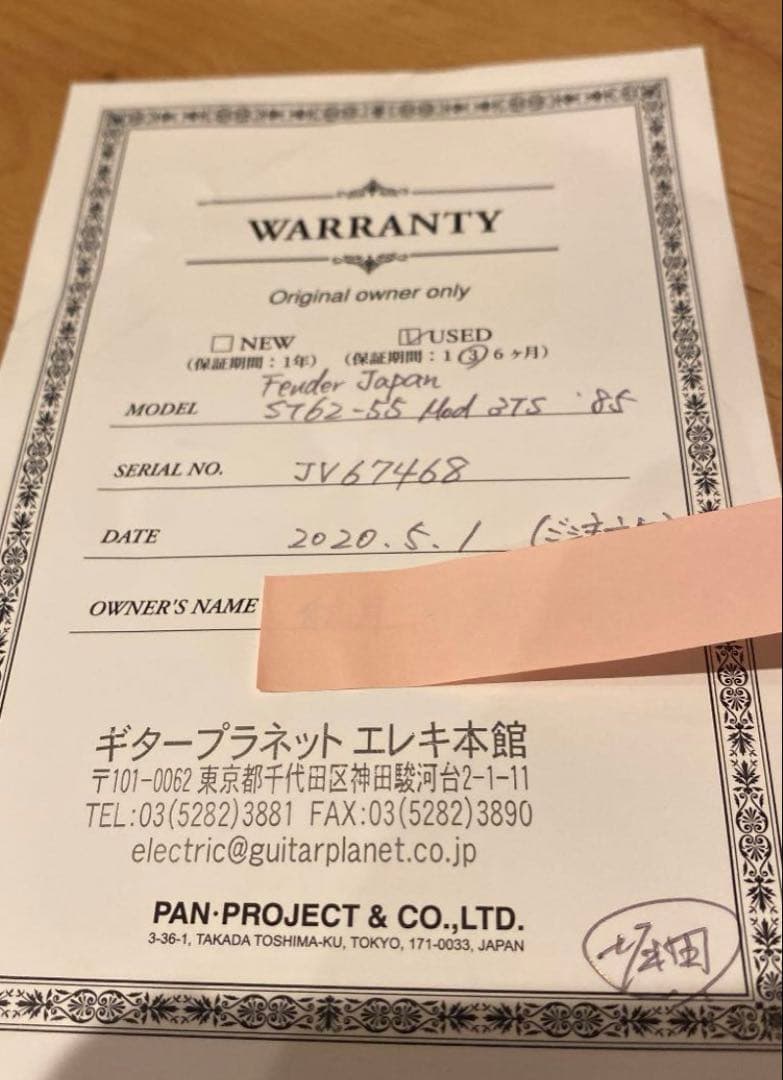 WARRANTY
Original owner only
□ NEW ☑ USED
(保証期間：1年) (保証期間：1 ③ 6ヶ月)
Fender Japan
MODEL ST62-55 Mod 3TS '85
SERIAL NO. JV67468
DATE 2020.5.1
OWNER'S NAME
ギタープラネット エレキ本館
〒101-0062 東京都千代田区神田駿河台2-1-11
TEL:03(5282)3881 FAX:03(5282)3890
electric@guitarplanet.co.jp
PAN·PROJECT & CO.,LTD.
3-36-1, TAKADA TOSHIMA-KU, TOKYO, 171-0033, JAPAN